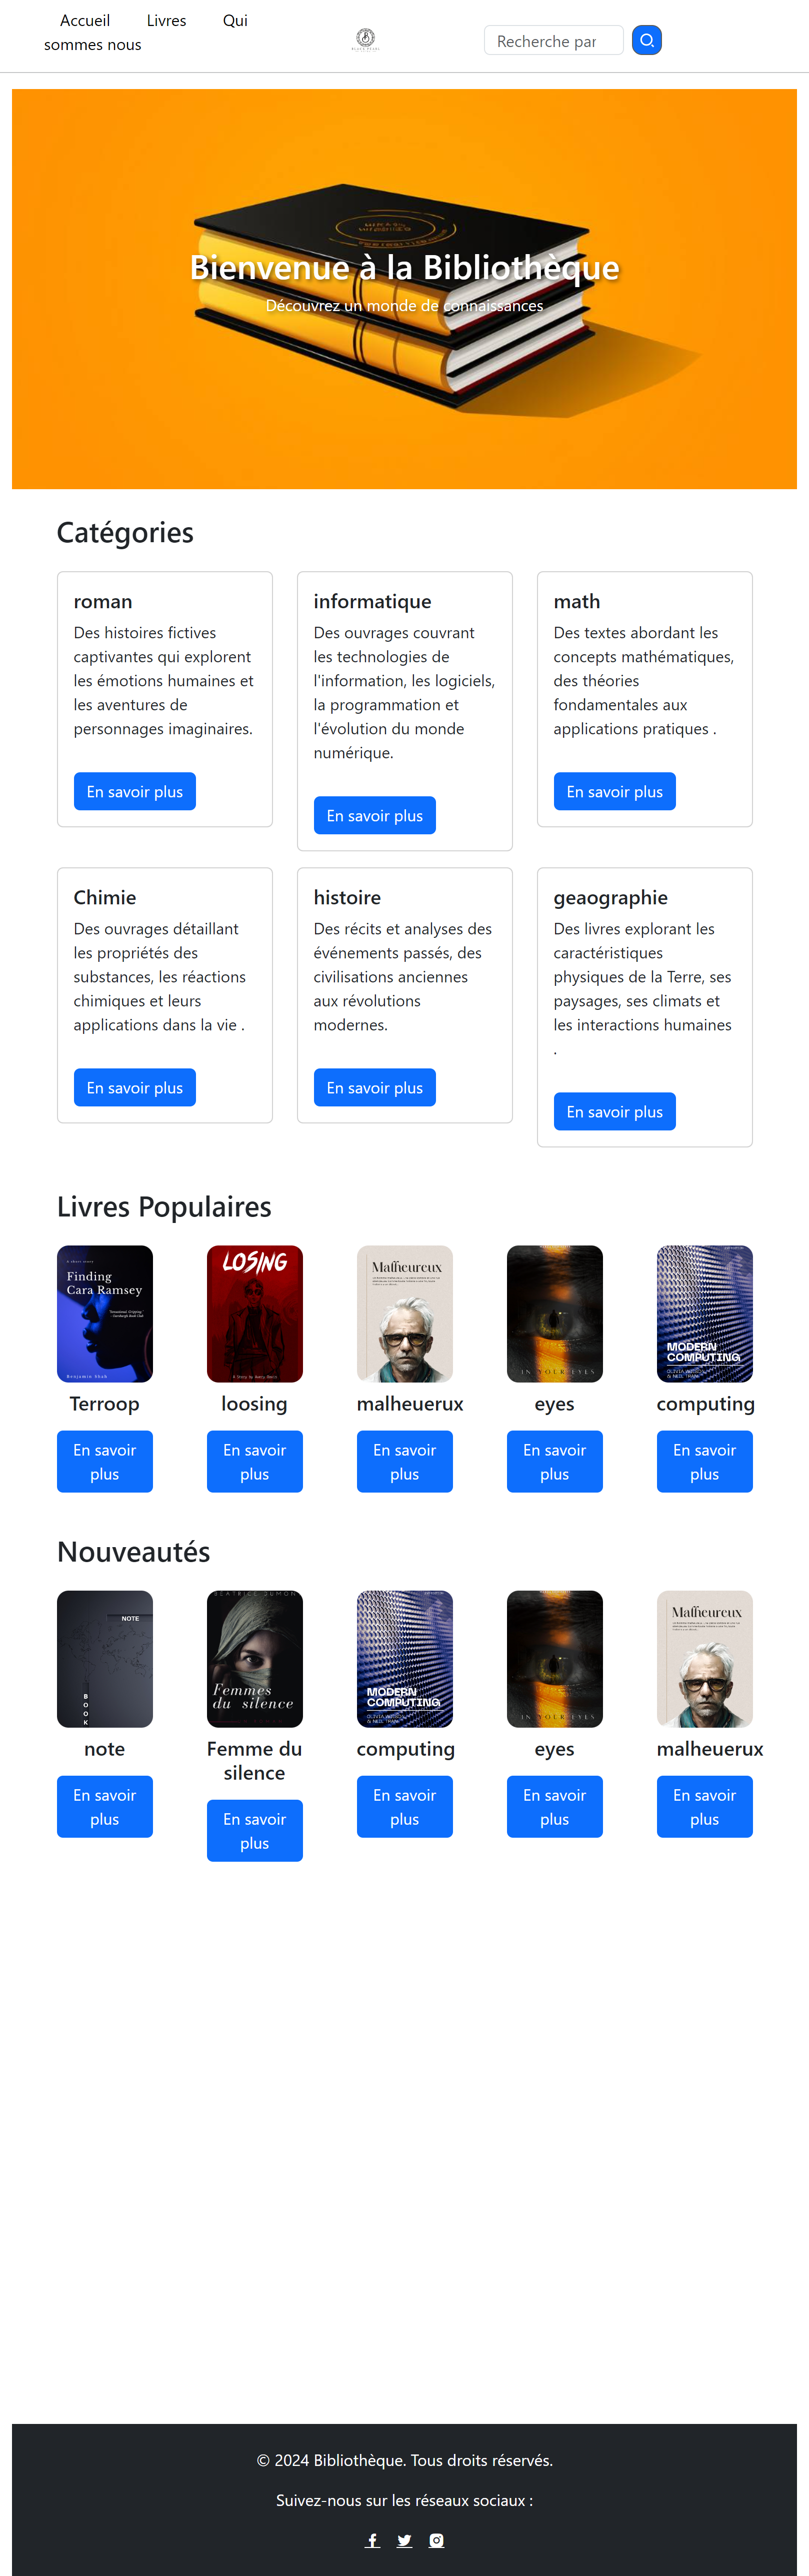 Accueil Livres Qui
sommes nous
Recherche par
Bienvenue à la Bibliothèque
Découvrez un monde de connaissances
Catégories
roman
Des histoires fictives
captivantes qui explorent
les émotions humaines et
les aventures de
personnages imaginaires.
En savoir plus
informatique
Des ouvrages couvrant
les technologies de
l'information, les logiciels,
la programmation et
l'évolution du monde
numérique.
En savoir plus
math
Des textes abordant les
concepts mathématiques,
des théories
fondamentales aux
applications pratiques .
En savoir plus
Chimie
Des ouvrages détaillant
les propriétés des
substances, les réactions
chimiques et leurs
applications dans la vie .
En savoir plus
histoire
Des récits et analyses des
événements passés, des
civilisations anciennes
aux révolutions
modernes.
En savoir plus
geaographie
Des livres explorant les
caractéristiques
physiques de la Terre, ses
paysages, ses climats et
les interactions humaines
.
En savoir plus
Livres Populaires
A short story
Finding
Cara Ramsey
Benjamin Shah
Terroop
En savoir
plus
LOSING
loosing
En savoir
plus
Malheureux
malheuerux
En savoir
plus
IN YOUR EYES
eyes
En savoir
plus
MODERN
COMPUTING
computing
En savoir
plus
Nouveautés
NOTE
BOOK
note
En savoir
plus
Femmes
du silence
Femme du
silence
En savoir
plus
MODERN
COMPUTING
computing
En savoir
plus
IN YOUR EYES
eyes
En savoir
plus
Malheureux
malheuerux
En savoir
plus
© 2024 Bibliothèque. Tous droits réservés.
Suivez-nous sur les réseaux sociaux :